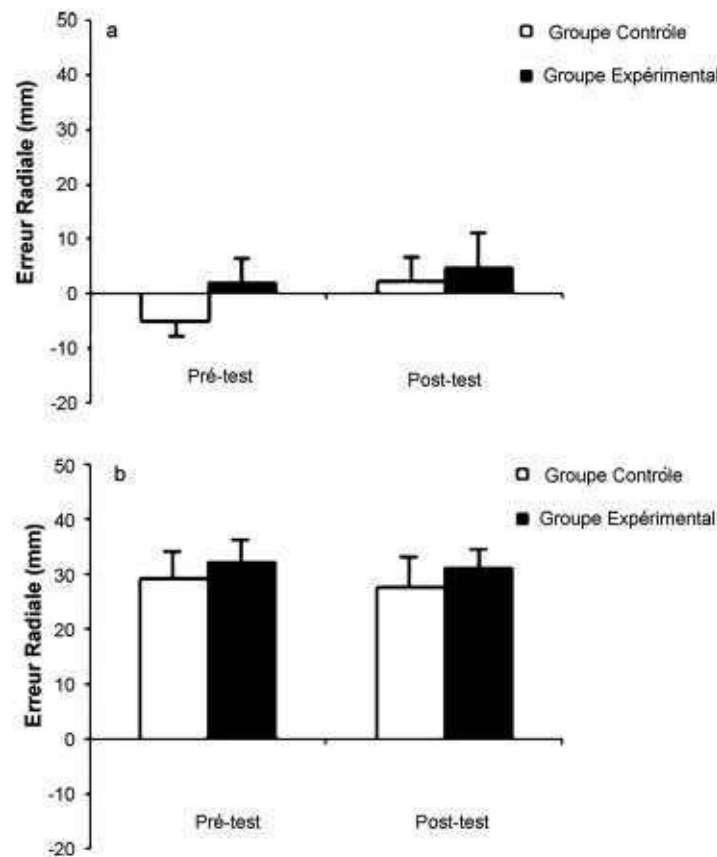 a
Groupe Contrôle
Groupe Expérimental
Erreur Radiale (mm)
50
40
30
20
10
0
-10
-20
Pré-test
Post-test
b
Groupe Contrôle
Groupe Expérimental
Erreur Radiale (mm)
50
40
30
20
10
0
-10
-20
Pré-test
Post-test